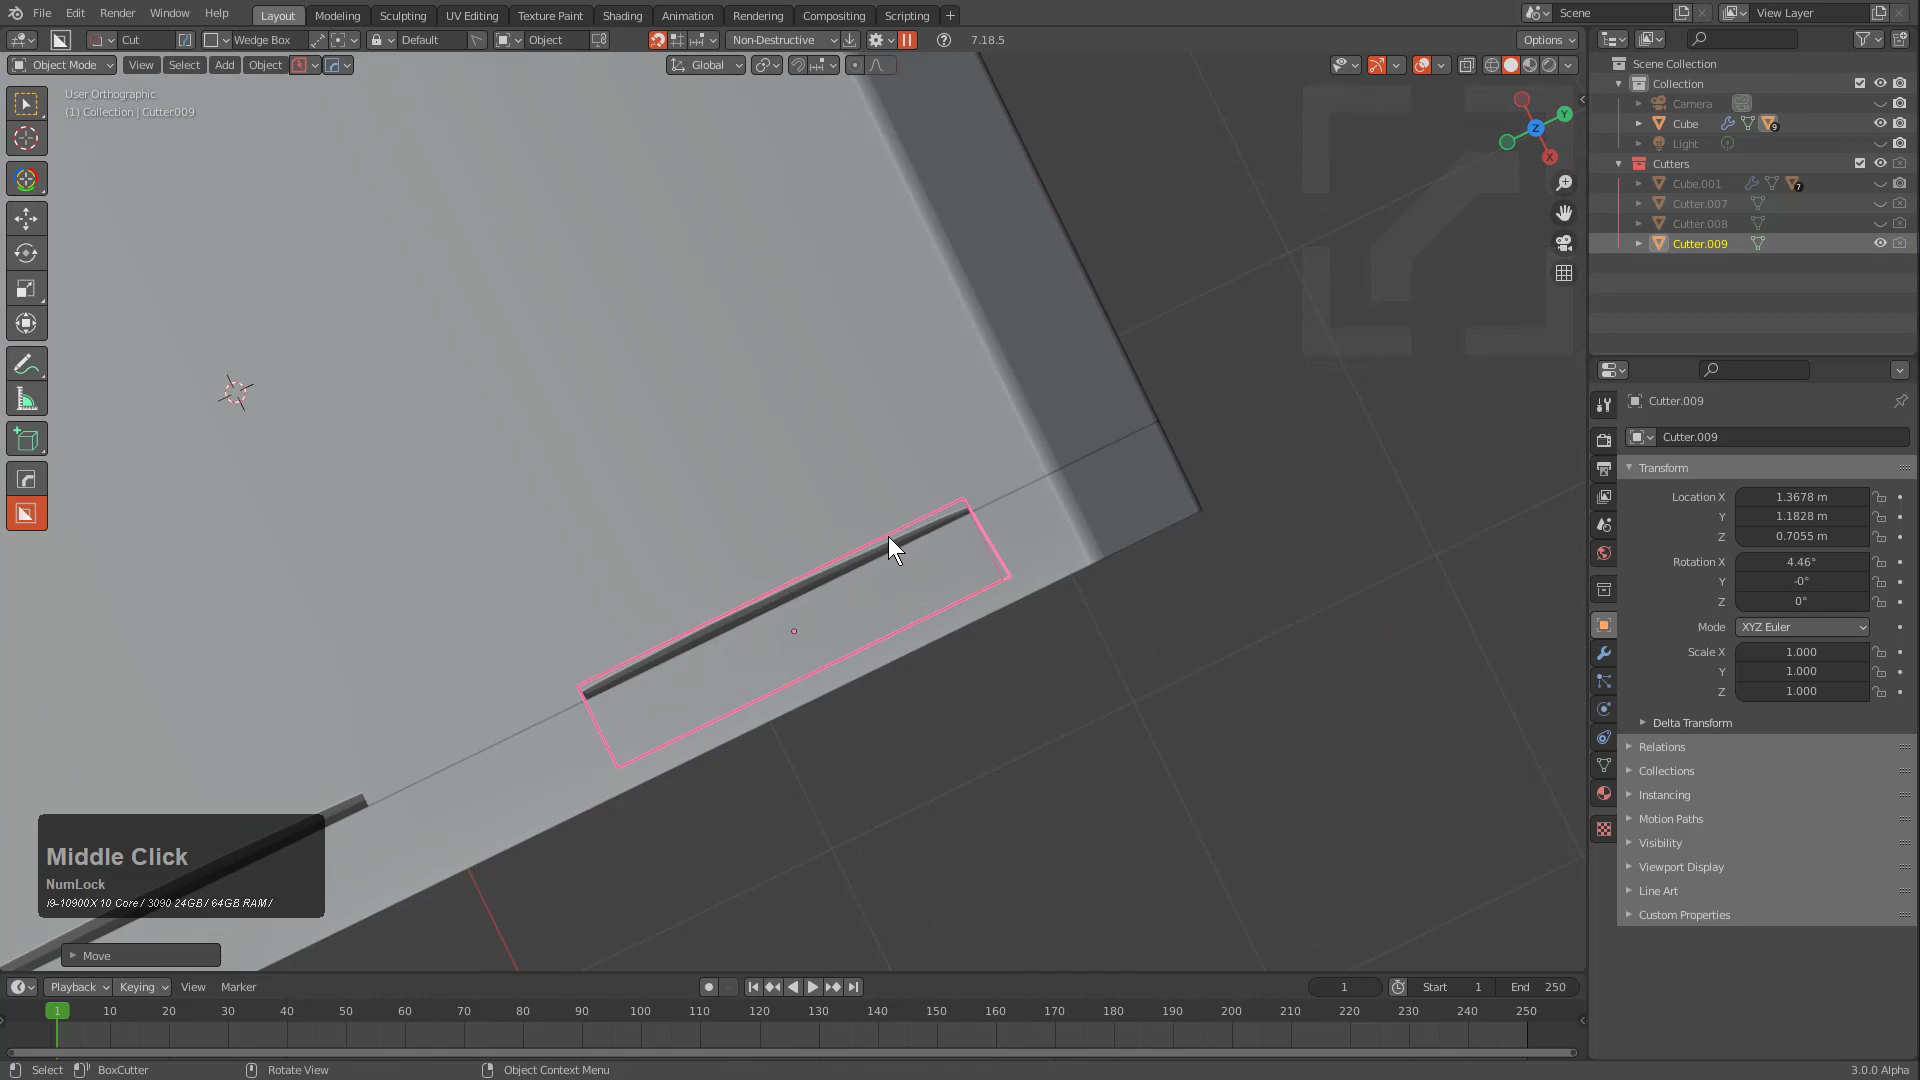 File Edit Render Window Help Layout Modeling Sculpting UV Editing Texture Paint Shading Animation Rendering Compositing Scripting + Scene View Layer
Cut Wedge Box Default Object Non-Destructive 7.18.5 Options
Object Mode View Select Add Object Global
User Orthographic
(1) Collection | Cutter.009
Z
Y
X
Scene Collection
Collection
Camera
Cube 9
Light
Cutters
Cube.001 7
Cutter.007
Cutter.008
Cutter.009
Cutter.009
Cutter.009
Transform
Location X 1.3678 m
Y 1.1828 m
Z 0.7055 m
Rotation X 4.46°
Y -0°
Z 0°
Mode XYZ Euler
Scale X 1.000
Y 1.000
Z 1.000
Delta Transform
Relations
Collections
Instancing
Motion Paths
Visibility
Viewport Display
Line Art
Custom Properties
Middle Click
NumLock
i9-10900X 10 Core / 3090 24GB / 64GB RAM /
Move
Playback Keying View Marker 1 Start 1 End 250
1 10 20 30 40 50 60 70 80 90 100 110 120 130 140 150 160 170 180 190 200 210 220 230 240 250
Select BoxCutter Rotate View Object Context Menu 3.0.0 Alpha